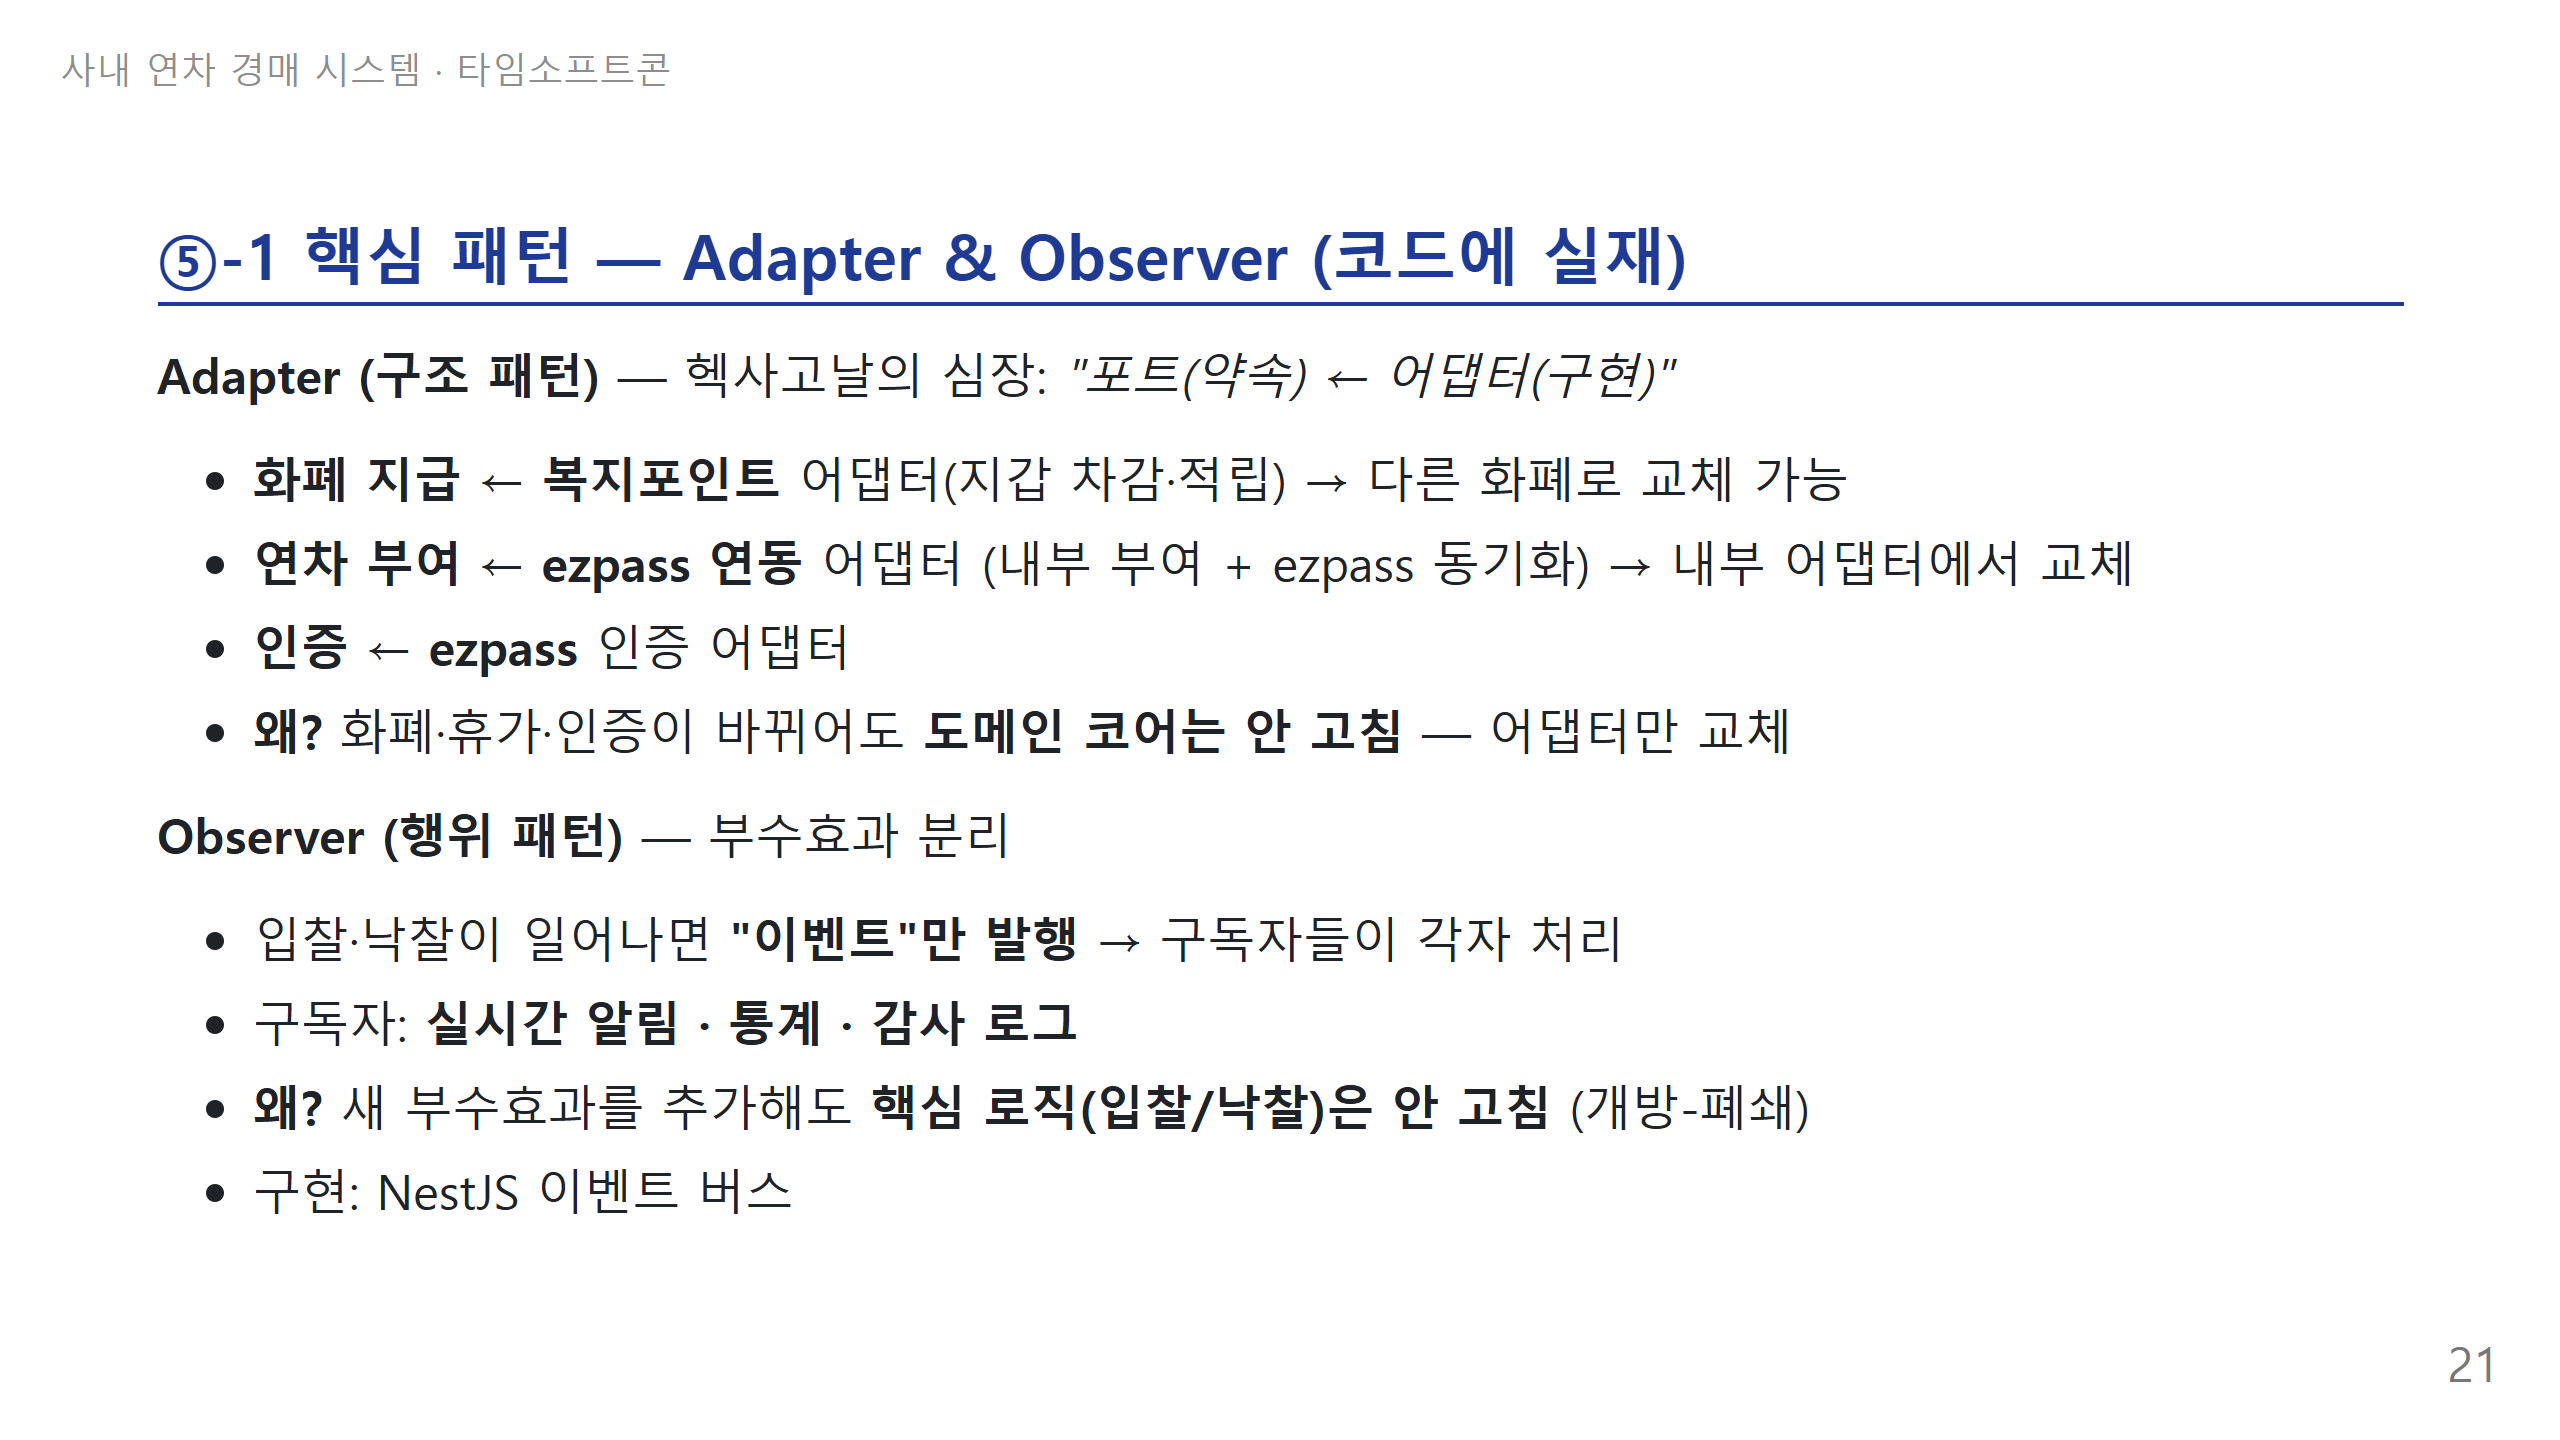 사내 연차 경매 시스템 · 타임소프트콘
⑤-1 핵심 패턴 — Adapter & Observer (코드에 실재)
Adapter (구조 패턴) — 헥사고날의 심장: "포트(약속) ← 어댑터(구현)"
• 화폐 지급 ← 복지포인트 어댑터(지갑 차감·적립) → 다른 화폐로 교체 가능
• 연차 부여 ← ezpass 연동 어댑터 (내부 부여 + ezpass 동기화) → 내부 어댑터에서 교체
• 인증 ← ezpass 인증 어댑터
• 왜? 화폐·휴가·인증이 바뀌어도 도메인 코어는 안 고침 — 어댑터만 교체
Observer (행위 패턴) — 부수효과 분리
• 입찰·낙찰이 일어나면 "이벤트"만 발행 → 구독자들이 각자 처리
• 구독자: 실시간 알림 · 통계 · 감사 로그
• 왜? 새 부수효과를 추가해도 핵심 로직(입찰/낙찰)은 안 고침 (개방-폐쇄)
• 구현: NestJS 이벤트 버스
21